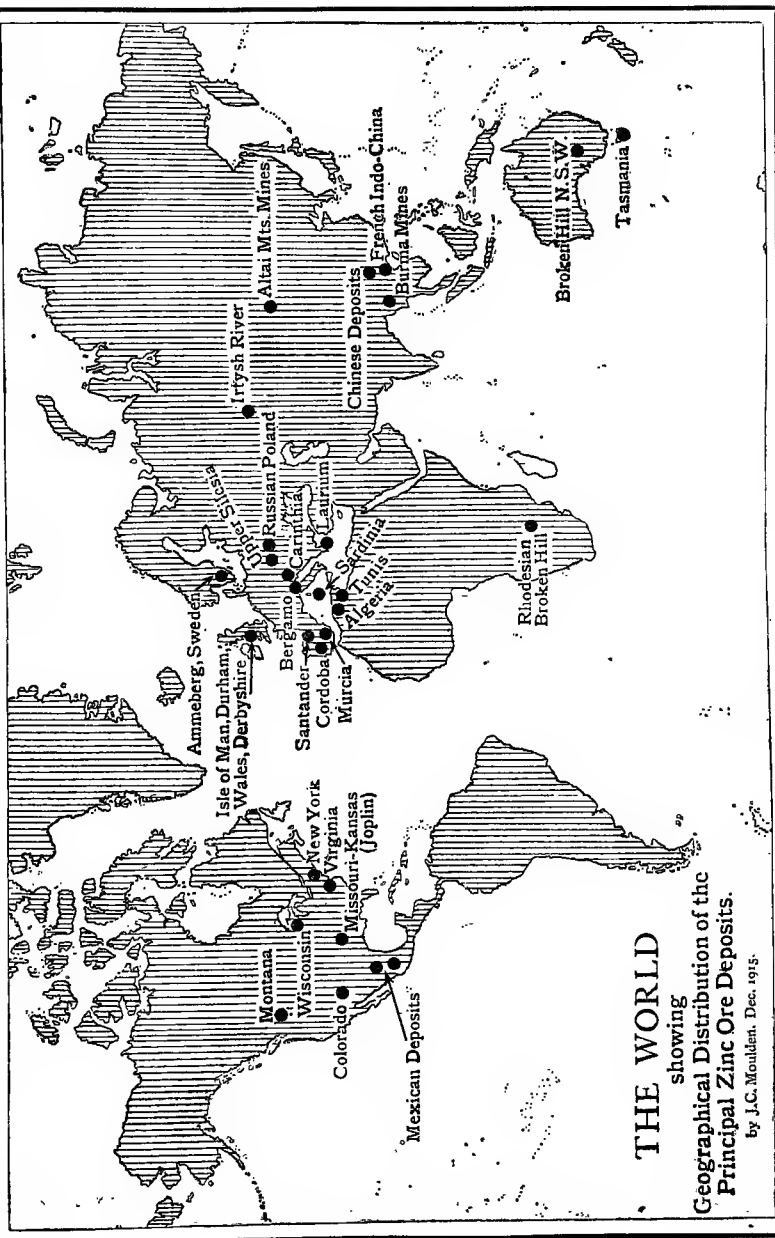 THE WORLD
showing
Geographical Distribution of the
Principal Zinc Ore Deposits.
by J.C. Moulden. Dec. 1915.
Montana
Wisconsin
Colorado
New York
Virginia
Missouri-Kansas
(Joplin)
Mexican Deposits
Ammeberg, Sweden
Isle of Man, Durham,
Wales, Derbyshire
Upper Silesia
Russian Poland
Carinthia
Laurium
Bergamo
Santander
Cordoba
Murcia
Sardinia
Tunis
Algeria
Rhodesian
Broken Hill
Irtysh River
Altai Mts. Mines
Chinese Deposits
French Indo-China
Burma Mines
Broken Hill N.S.W.
Tasmania